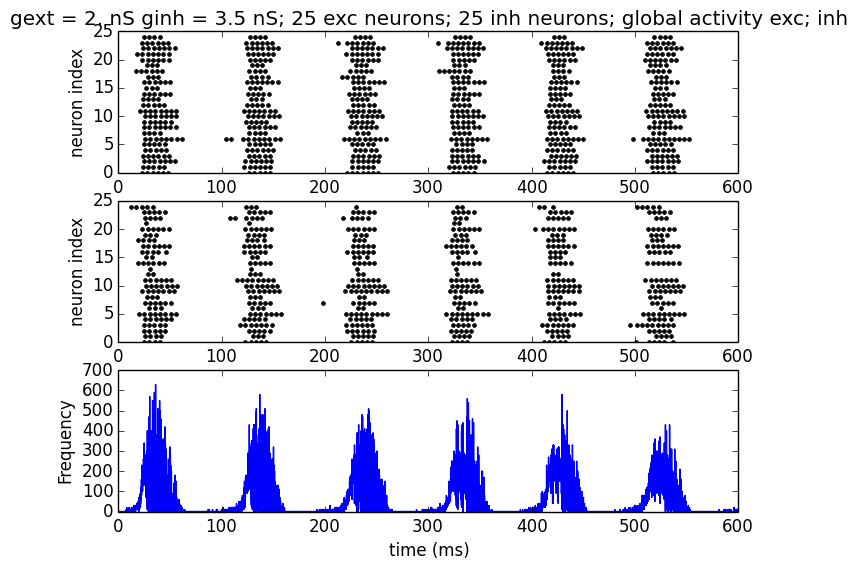 gext = 2. nS ginh = 3.5 nS; 25 exc neurons; 25 inh neurons; global activity exc; inh
25
20
15
10
5
0
neuron index
0 100 200 300 400 500 600
25
20
15
10
5
0
neuron index
0 100 200 300 400 500 600
700
600
500
400
300
200
100
0
Frequency
0 100 200 300 400 500 600
time (ms)